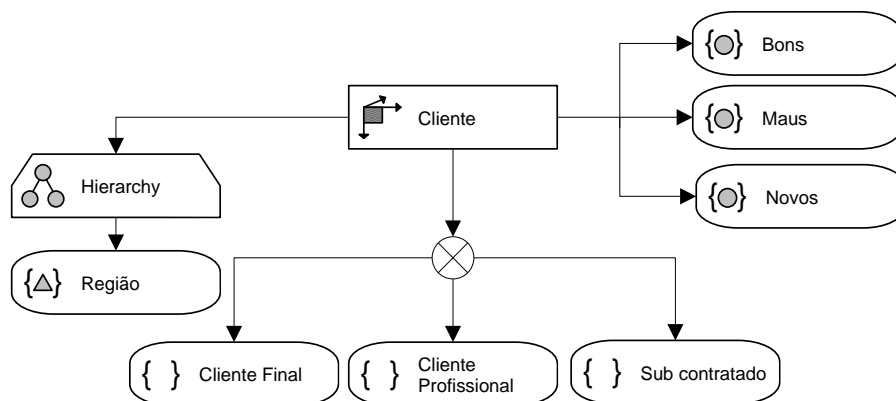 Bons
Cliente
Maus
Hierarchy
Novos
Região
Cliente Final
Cliente
Profissional
Sub contratado